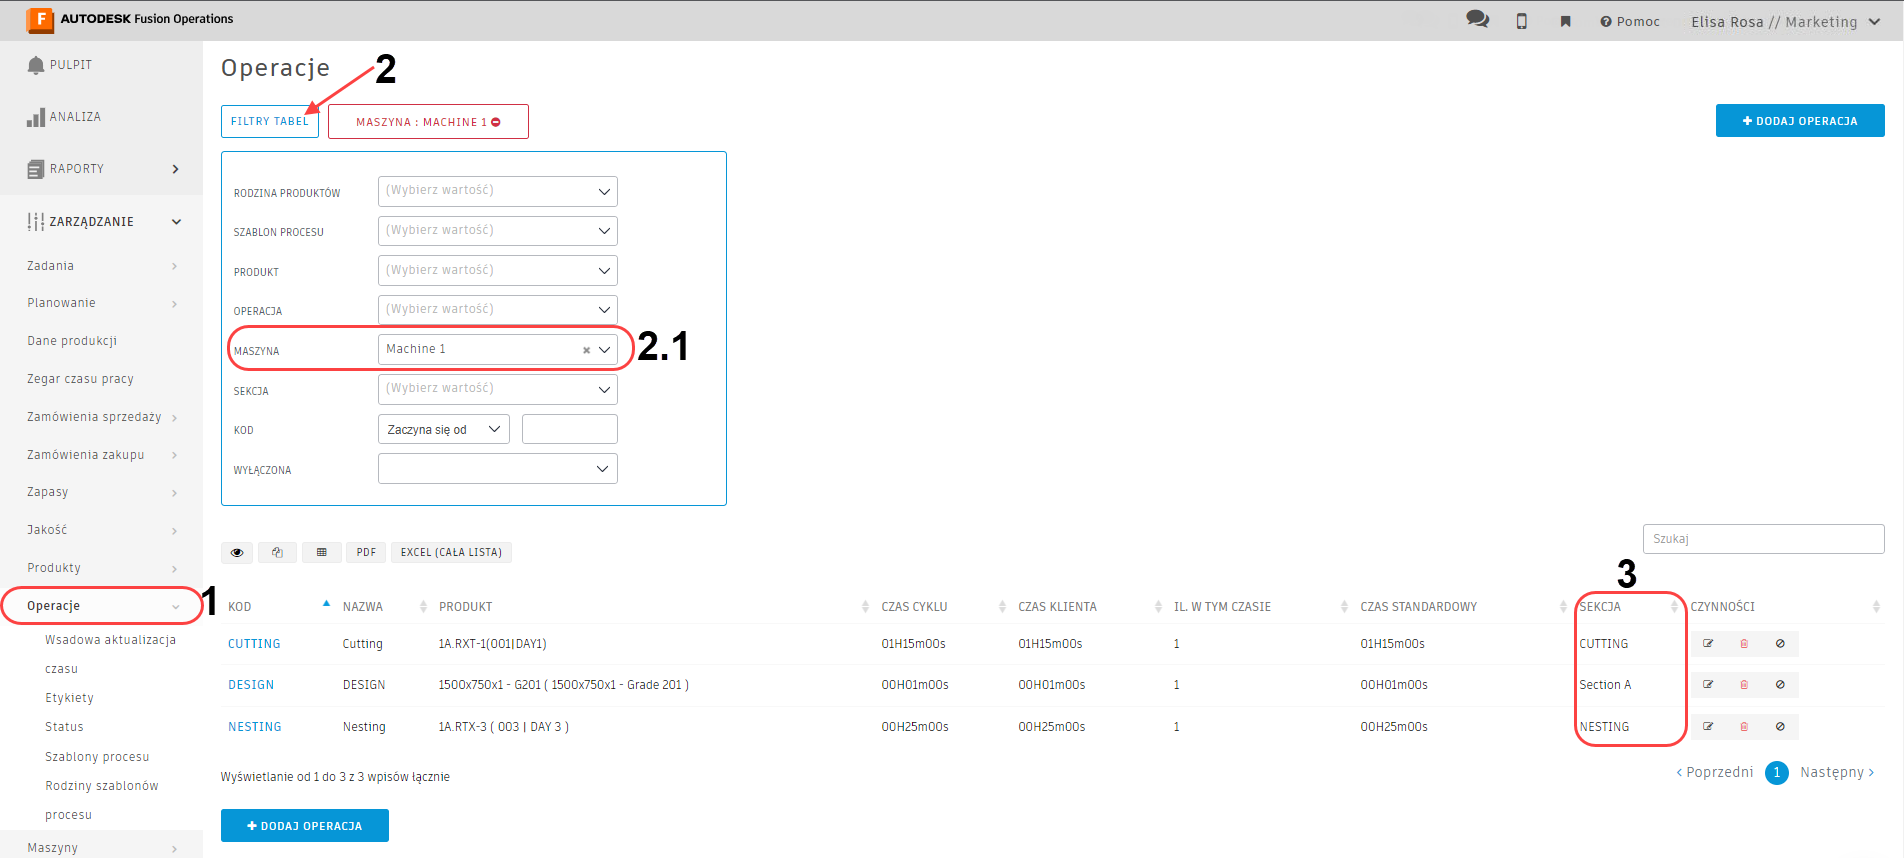 F AUTODESK Fusion Operations
Pomoc
Elisa Rosa // Marketing
PULPIT
ANALIZA
RAPORTY
ZARZĄDZANIE
Zadania
Planowanie
Dane produkcji
Zegar czasu pracy
Zamówienia sprzedaży
Zamówienia zakupu
Zapasy
Jakość
Produkty
Operacje
1
Wsadowa aktualizacja
czasu
Etykiety
Status
Szablony procesu
Rodziny szablonów
procesu
Maszyny
Operacje
2
FILTRY TABEL
MASZYNA : MACHINE 1
DODAJ OPERACJA
RODZINA PRODUKTÓW (Wybierz wartość)
SZABLON PROCESU (Wybierz wartość)
PRODUKT (Wybierz wartość)
OPERACJA (Wybierz wartość)
MASZYNA Machine 1
2.1
SEKCJA (Wybierz wartość)
KOD Zaczyna się od
WYŁĄCZONA
PDF EXCEL (CAŁA LISTA)
Szukaj
3
KOD NAZWA PRODUKT CZAS CYKLU CZAS KLIENTA IL. W TYM CZASIE CZAS STANDARDOWY SEKCJA CZYNNOŚCI
CUTTING Cutting 1A.RXT-1(001|DAY1) 01H15m00s 01H15m00s 1 01H15m00s CUTTING
DESIGN DESIGN 1500x750x1 - G201 ( 1500x750x1 - Grade 201 ) 00H01m00s 00H01m00s 1 00H01m00s Section A
NESTING Nesting 1A.RTX-3 ( 003 | DAY 3 ) 00H25m00s 00H25m00s 1 00H25m00s NESTING
Wyświetlanie od 1 do 3 z 3 wpisów łącznie
Poprzedni 1 Następny
DODAJ OPERACJA